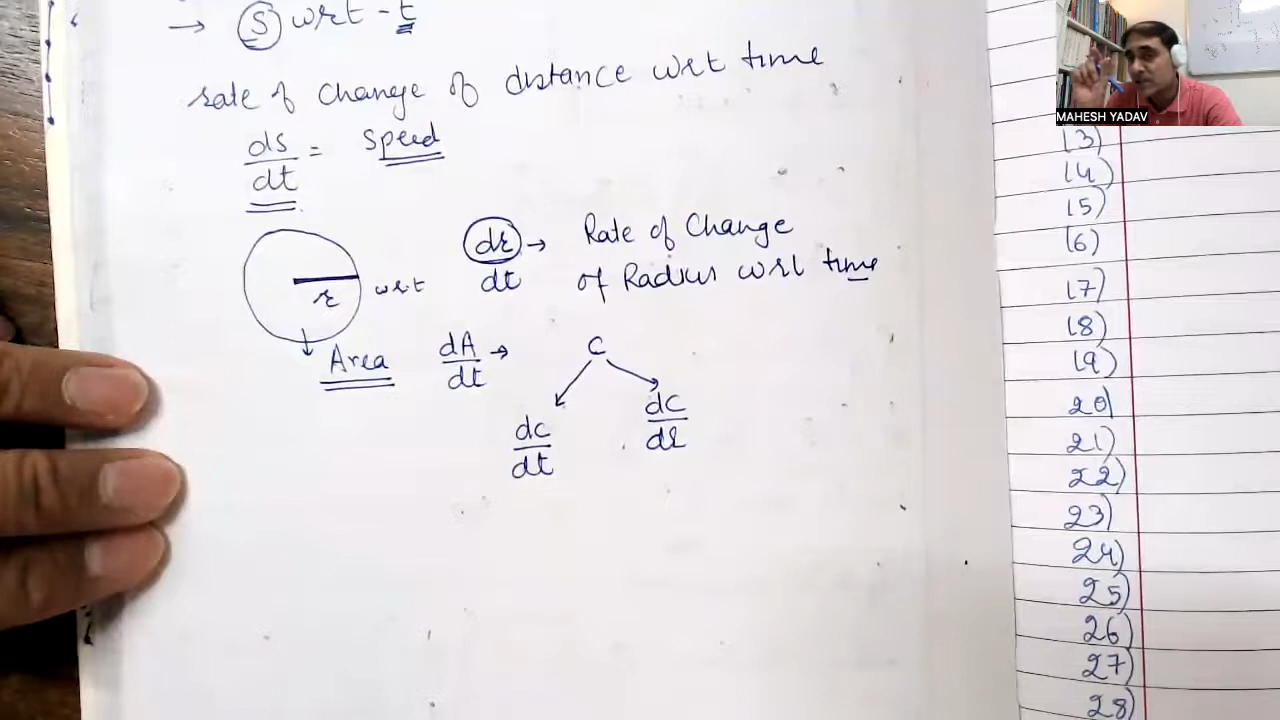 → S wrt - t
rate of change of distance wrt time
ds/dt = speed
r wrt dr/dt → Rate of Change
of Radius wrt time
Area dA/dt → C
dc/dt dc/dr
MAHESH YADAV
13)
14)
15)
16)
17)
18)
19)
20)
21)
22)
23)
24)
25)
26)
27)
28)